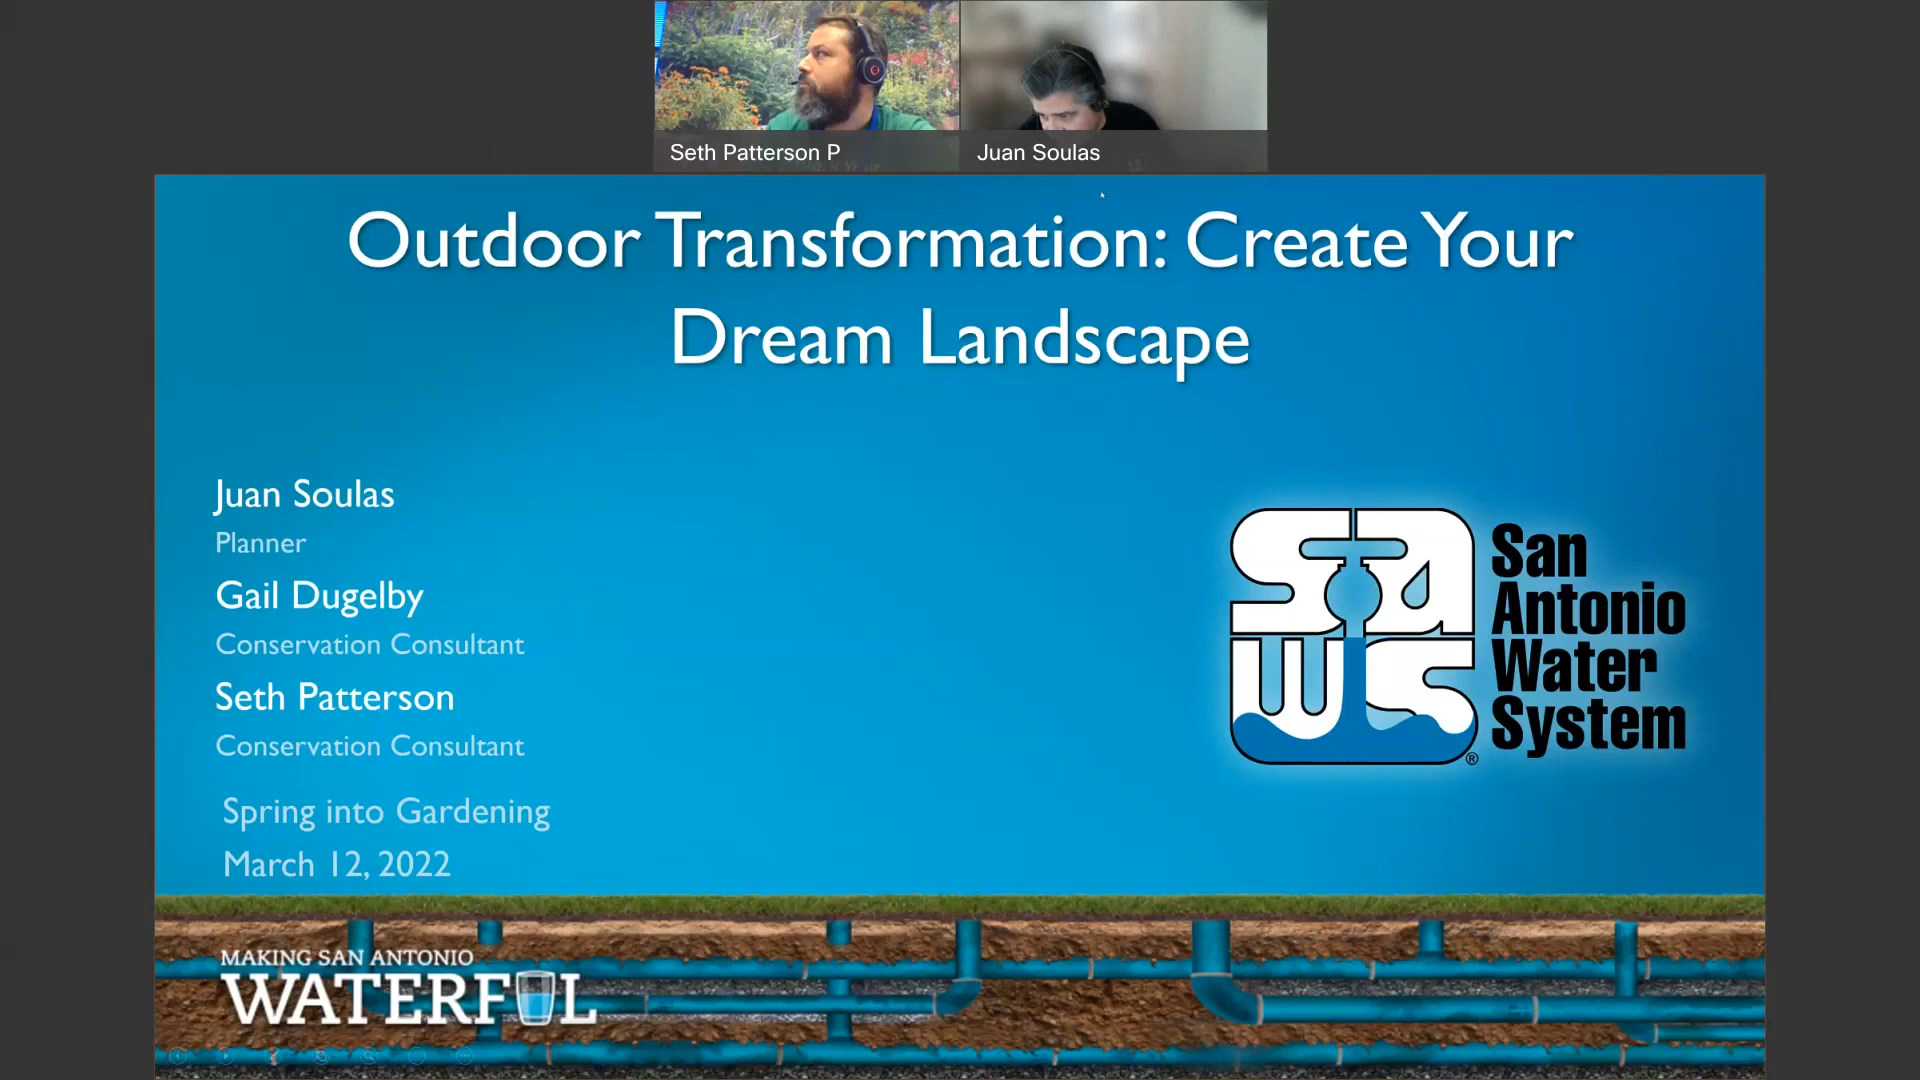 Seth Patterson P
Juan Soulas
Outdoor Transformation: Create Your
Dream Landscape
Juan Soulas
Planner
Gail Dugelby
Conservation Consultant
Seth Patterson
Conservation Consultant
Spring into Gardening
March 12, 2022
SAWS
San
Antonio
Water
System
®
MAKING SAN ANTONIO
WATERFUL